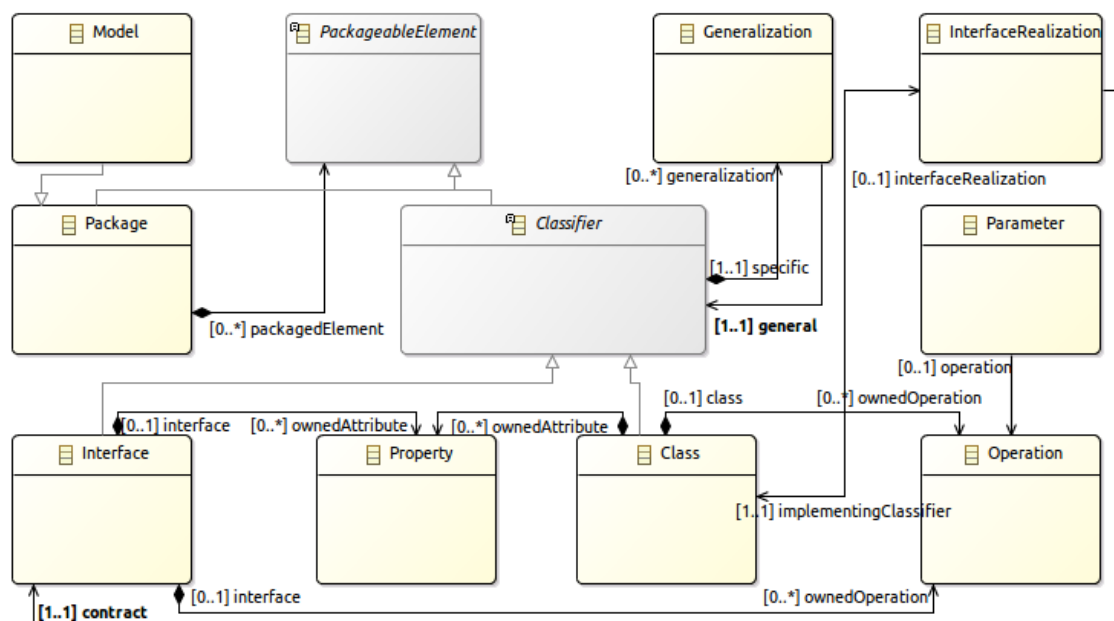 Model
PackageableElement
Generalization
InterfaceRealization
[0..*] generalization
[0..1] interfaceRealization
Package
Classifier
Parameter
[1..1] specific
[0..*] packagedElement
[1..1] general
[0..1] operation
[0..1] class
[0..*] ownedOperation
[0..1] interface
[0..*] ownedAttribute
[0..*] ownedAttribute
Interface
Property
Class
Operation
[1..1] implementingClassifier
[0..1] interface
[0..*] ownedOperation
[1..1] contract